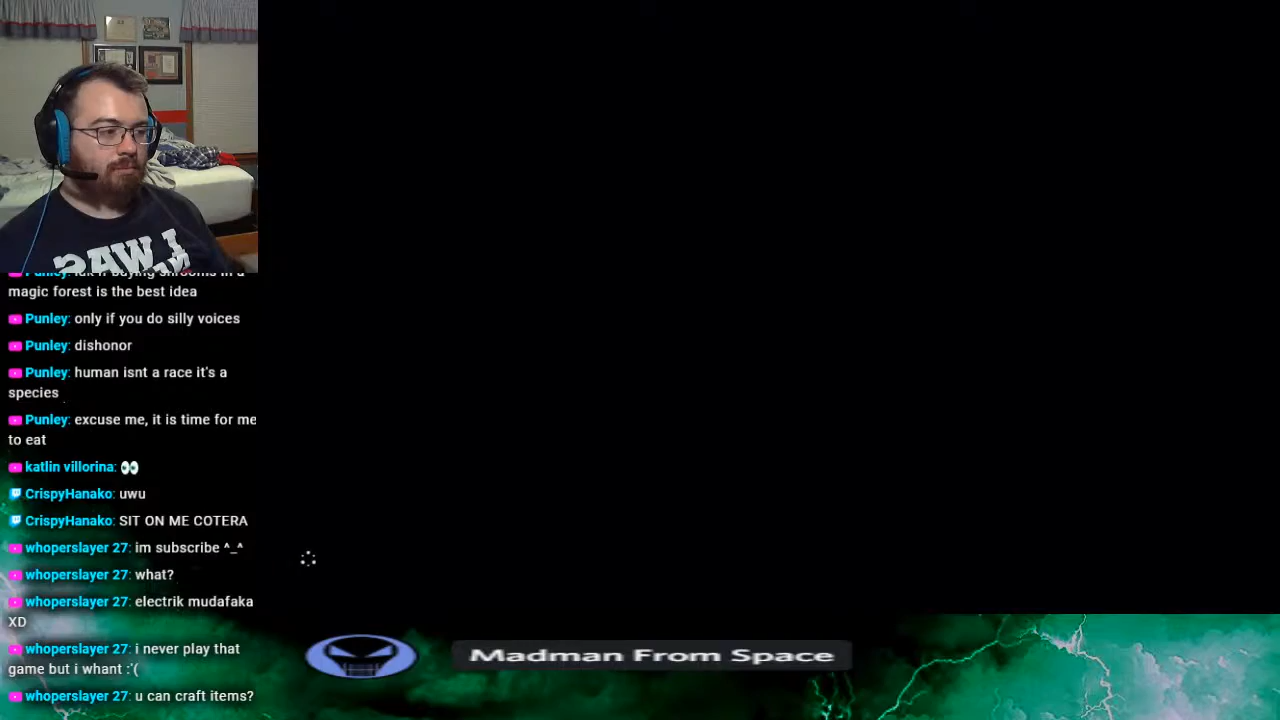 I WAS
magic forest is the best idea
Punley: only if you do silly voices
Punley: dishonor
Punley: human isnt a race it's a
species
Punley: excuse me, it is time for me
to eat
katlin villorina: 👀
CrispyHanako: uwu
CrispyHanako: SIT ON ME COTERA
whoperslayer 27: im subscribe ^_^
whoperslayer 27: what?
whoperslayer 27: electrik mudafaka
XD
whoperslayer 27: i never play that
game but i whant :'(
whoperslayer 27: u can craft items?
Madman From Space